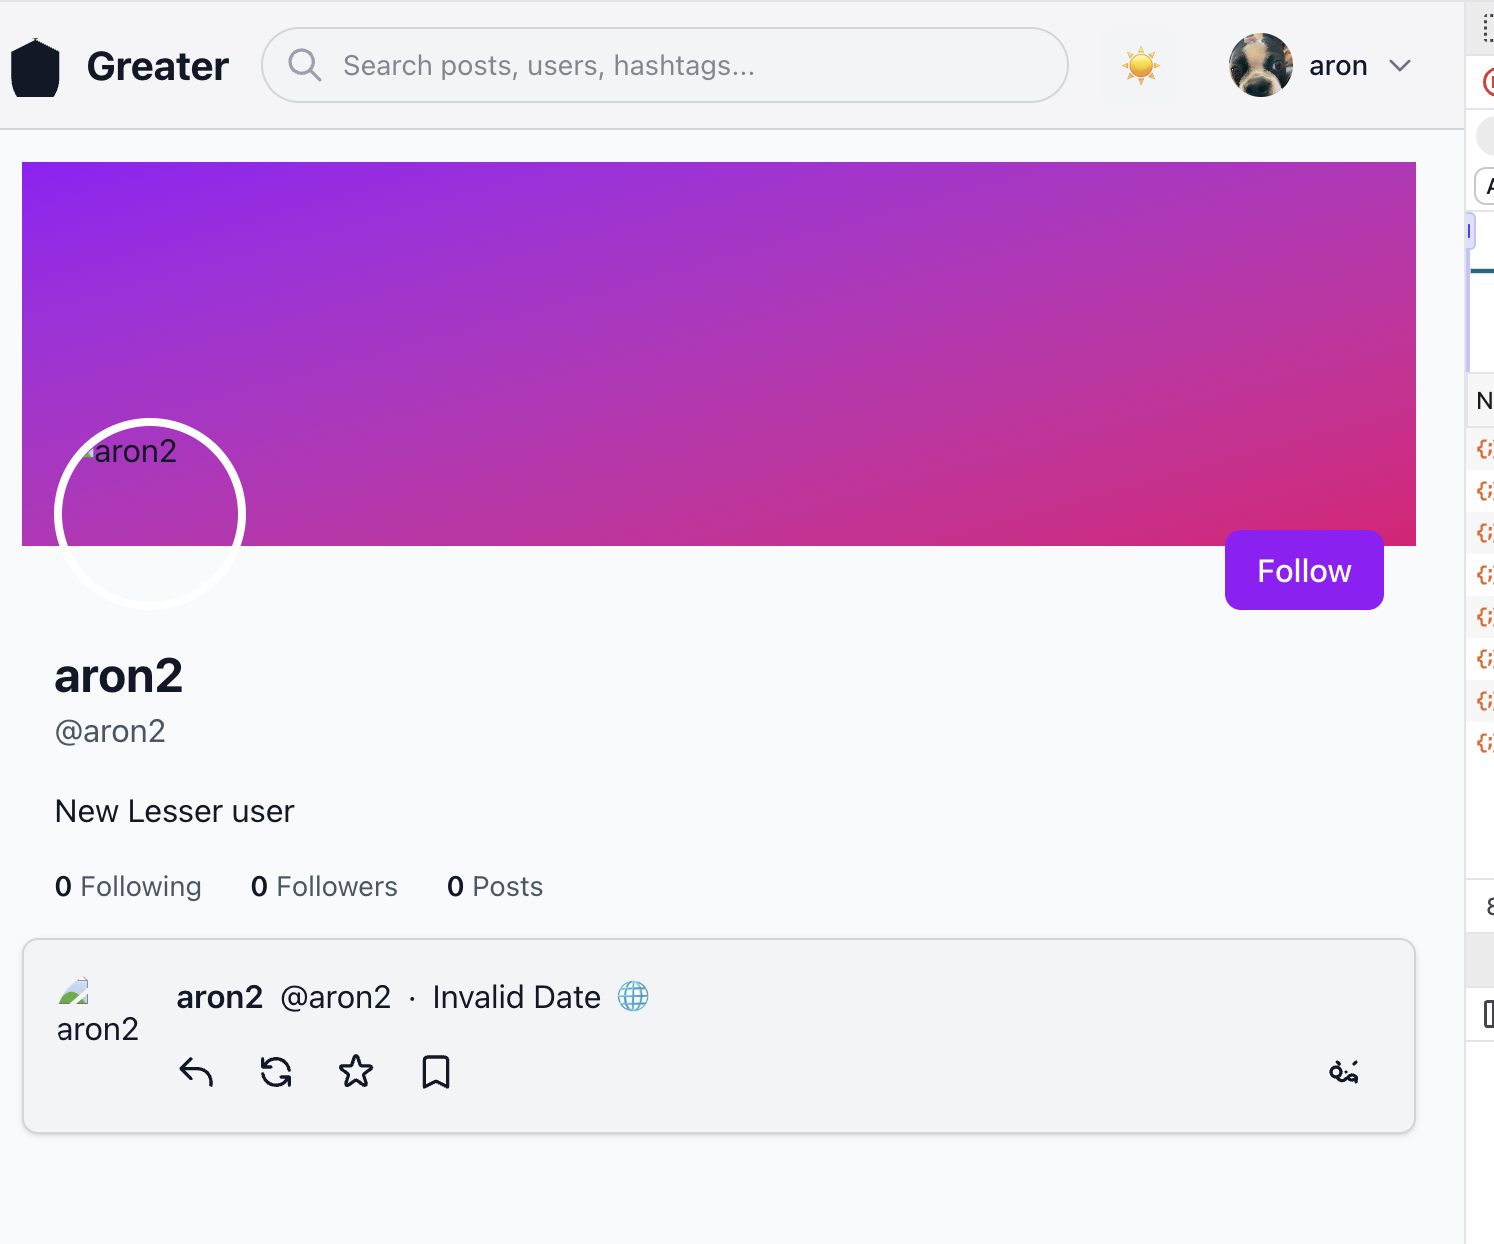 Greater
Search posts, users, hashtags...
aron
aron2
Follow
aron2
@aron2
New Lesser user
0 Following 0 Followers 0 Posts
aron2 @aron2 · Invalid Date
aron2
N